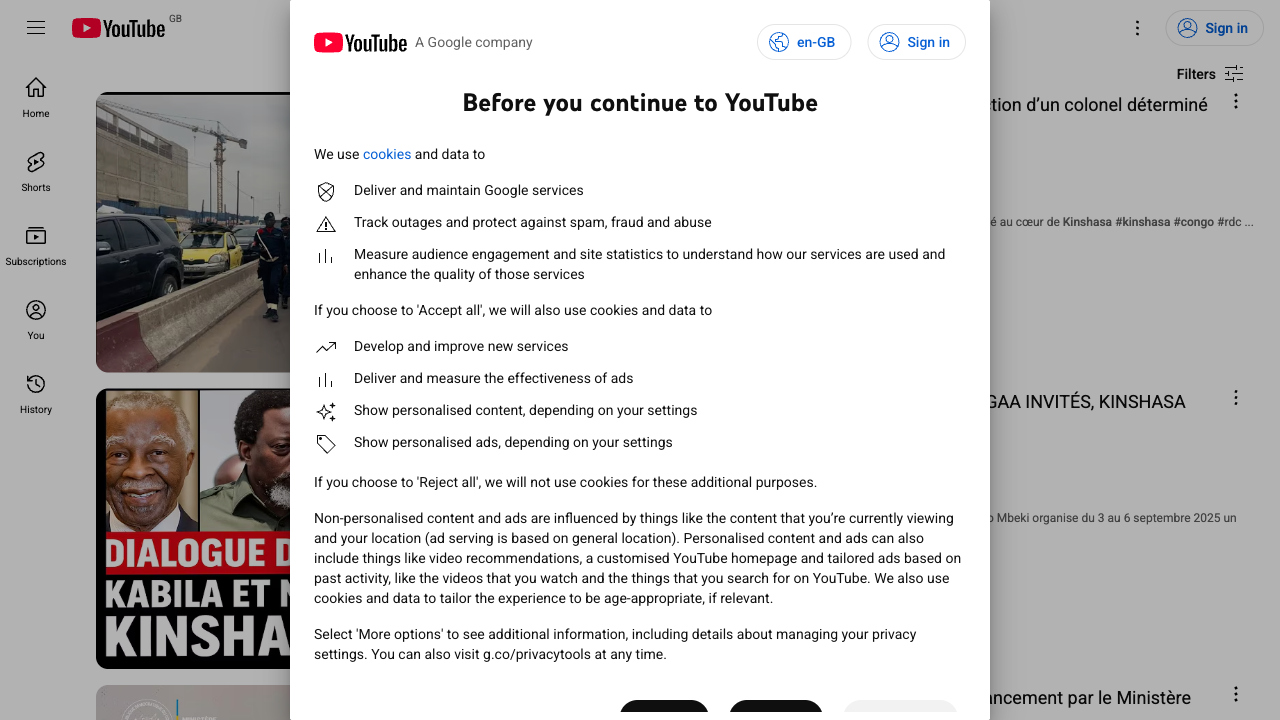 YouTube GB
Sign in
Home
Shorts
Subscriptions
You
History
Filters
ction d’un colonel déterminé
é au cœur de Kinshasa #kinshasa #congo #rdc ...
GAA INVITÉS, KINSHASA
Mbeki organise du 3 au 6 septembre 2025 un
ancement par le Ministère
DIALOGUE D
KABILA ET
KINSHA
YouTube A Google company
en-GB
Sign in
Before you continue to YouTube
We use cookies and data to
Deliver and maintain Google services
Track outages and protect against spam, fraud and abuse
Measure audience engagement and site statistics to understand how our services are used and
enhance the quality of those services
If you choose to 'Accept all', we will also use cookies and data to
Develop and improve new services
Deliver and measure the effectiveness of ads
Show personalised content, depending on your settings
Show personalised ads, depending on your settings
If you choose to 'Reject all', we will not use cookies for these additional purposes.
Non-personalised content and ads are influenced by things like the content that you’re currently viewing
and your location (ad serving is based on general location). Personalised content and ads can also
include things like video recommendations, a customised YouTube homepage and tailored ads based on
past activity, like the videos that you watch and the things that you search for on YouTube. We also use
cookies and data to tailor the experience to be age-appropriate, if relevant.
Select 'More options' to see additional information, including details about managing your privacy
settings. You can also visit g.co/privacytools at any time.